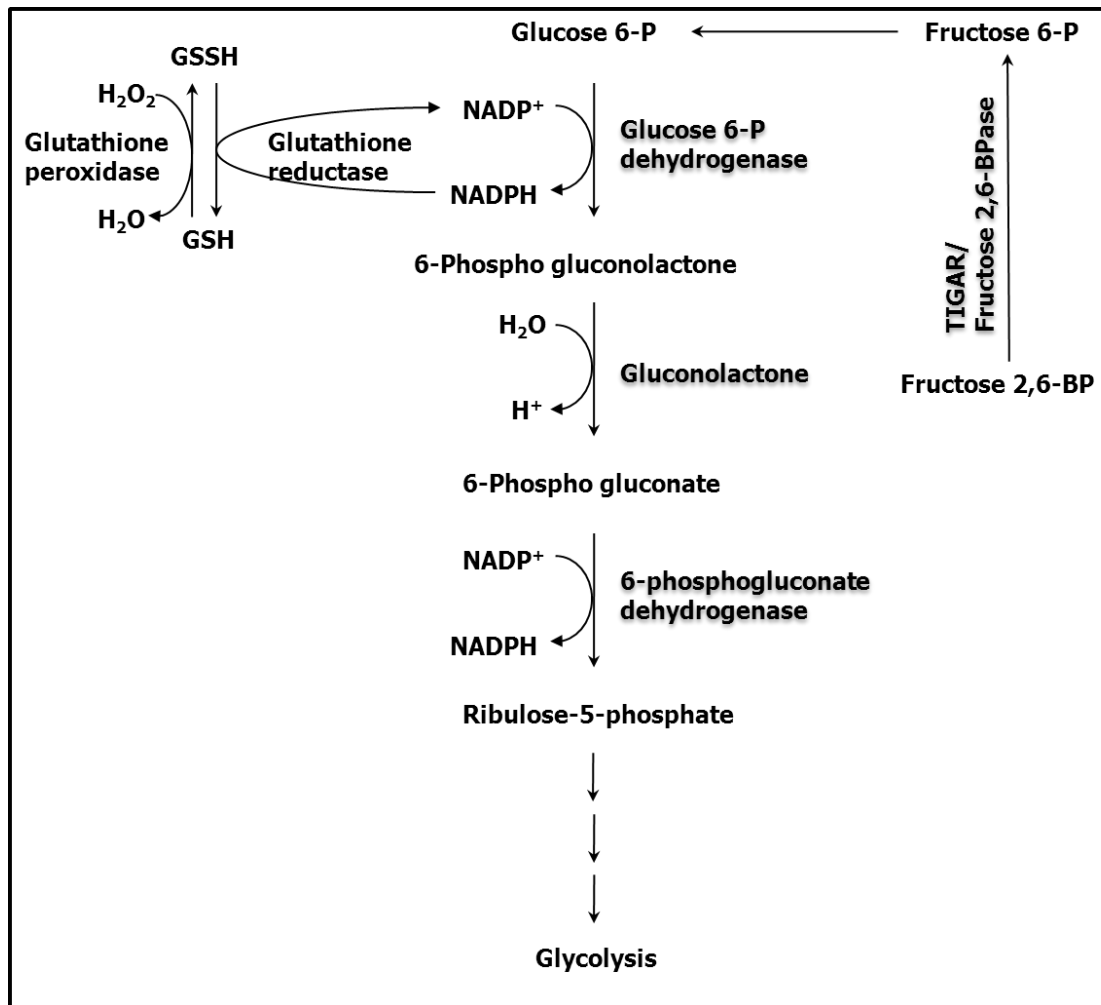 Glucose 6-P
Fructose 6-P
GSSH
H₂O₂
NADP⁺
Glutathione
peroxidase
Glutathione
reductase
Glucose 6-P
dehydrogenase
NADPH
H₂O
GSH
6-Phospho gluconolactone
TIGAR/
Fructose 2,6-BPase
H₂O
Gluconolactone
Fructose 2,6-BP
H⁺
6-Phospho gluconate
NADP⁺
6-phosphogluconate
dehydrogenase
NADPH
Ribulose-5-phosphate
Glycolysis